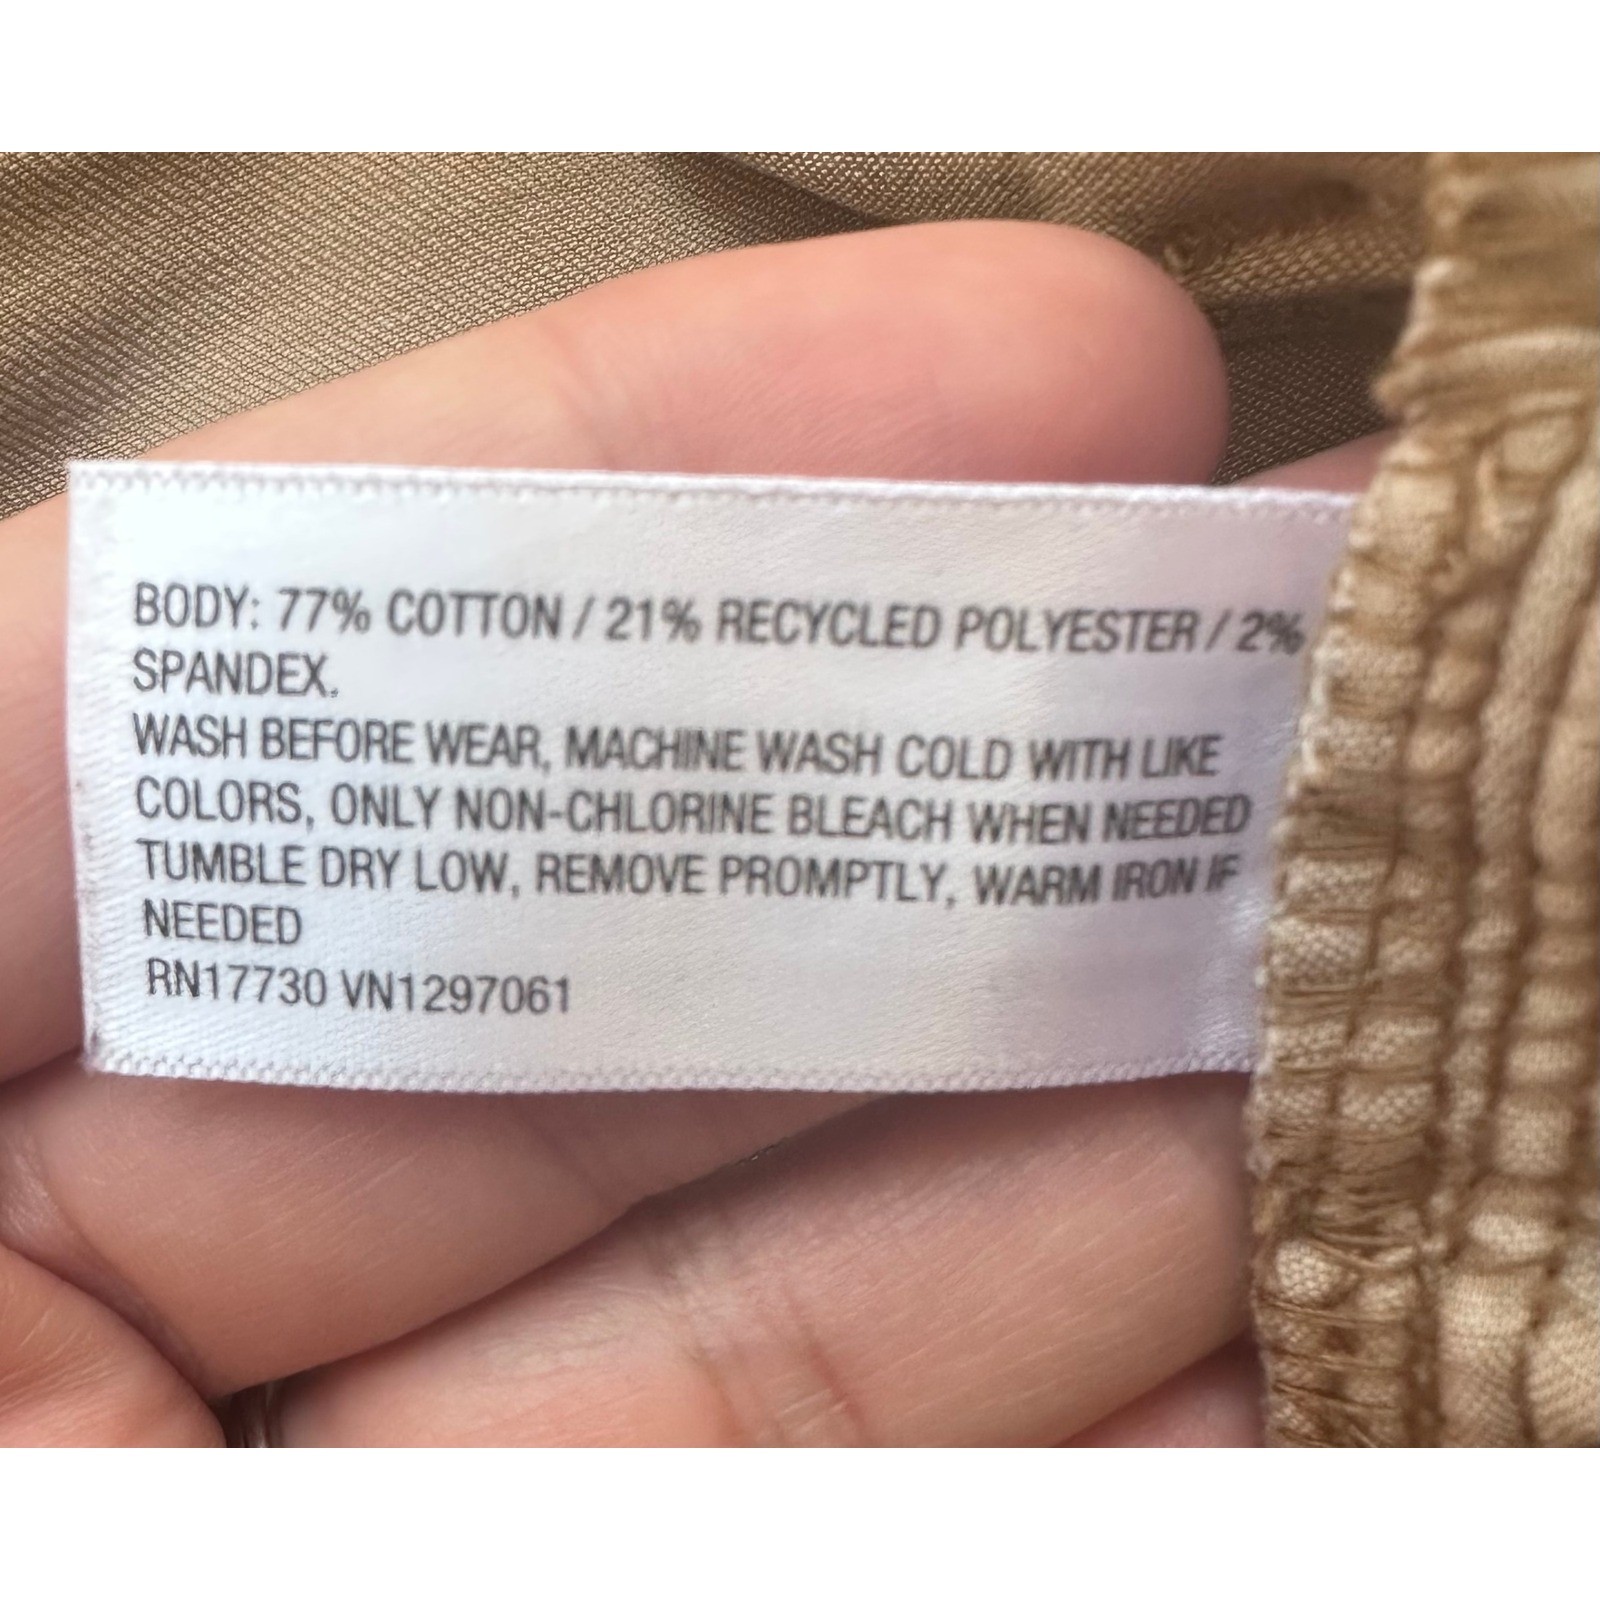 BODY: 77% COTTON / 21% RECYCLED POLYESTER / 2%
SPANDEX.
WASH BEFORE WEAR, MACHINE WASH COLD WITH LIKE
COLORS, ONLY NON-CHLORINE BLEACH WHEN NEEDED
TUMBLE DRY LOW, REMOVE PROMPTLY, WARM IRON IF
NEEDED
RN17730 VN1297061